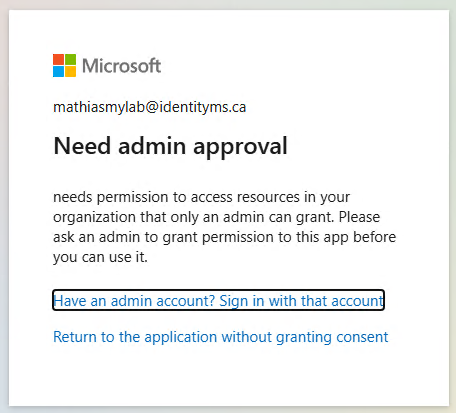 Microsoft
mathiasmylab@identityms.ca
Need admin approval
needs permission to access resources in your
organization that only an admin can grant. Please
ask an admin to grant permission to this app before
you can use it.
Have an admin account? Sign in with that account
Return to the application without granting consent